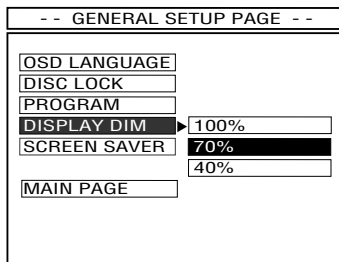 - - GENERAL SETUP PAGE - -
OSD LANGUAGE
DISC LOCK
PROGRAM
DISPLAY DIM 100%
SCREEN SAVER 70%
40%
MAIN PAGE